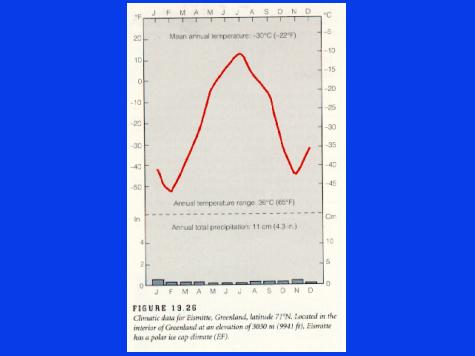 J F M A M J J A S O N D
°F °C
Mean annual temperature: –30°C (–22°F)
20 -5
10 -10
0 -15
-10 -20
-20 -25
-30 -30
-40 -35
-50 -40
-45
Annual temperature range: 36°C (65°F)
In. Cm
Annual total precipitation: 11 cm (4.3 in.)
4 10
2 5
0 0
J F M A M J J A S O N D
FIGURE 19.26
Climatic data for Eismitte, Greenland, latitude 71°N. Located in the
interior of Greenland at an elevation of 3030 m (9941 ft), Eismitte
has a polar ice cap climate (EF).